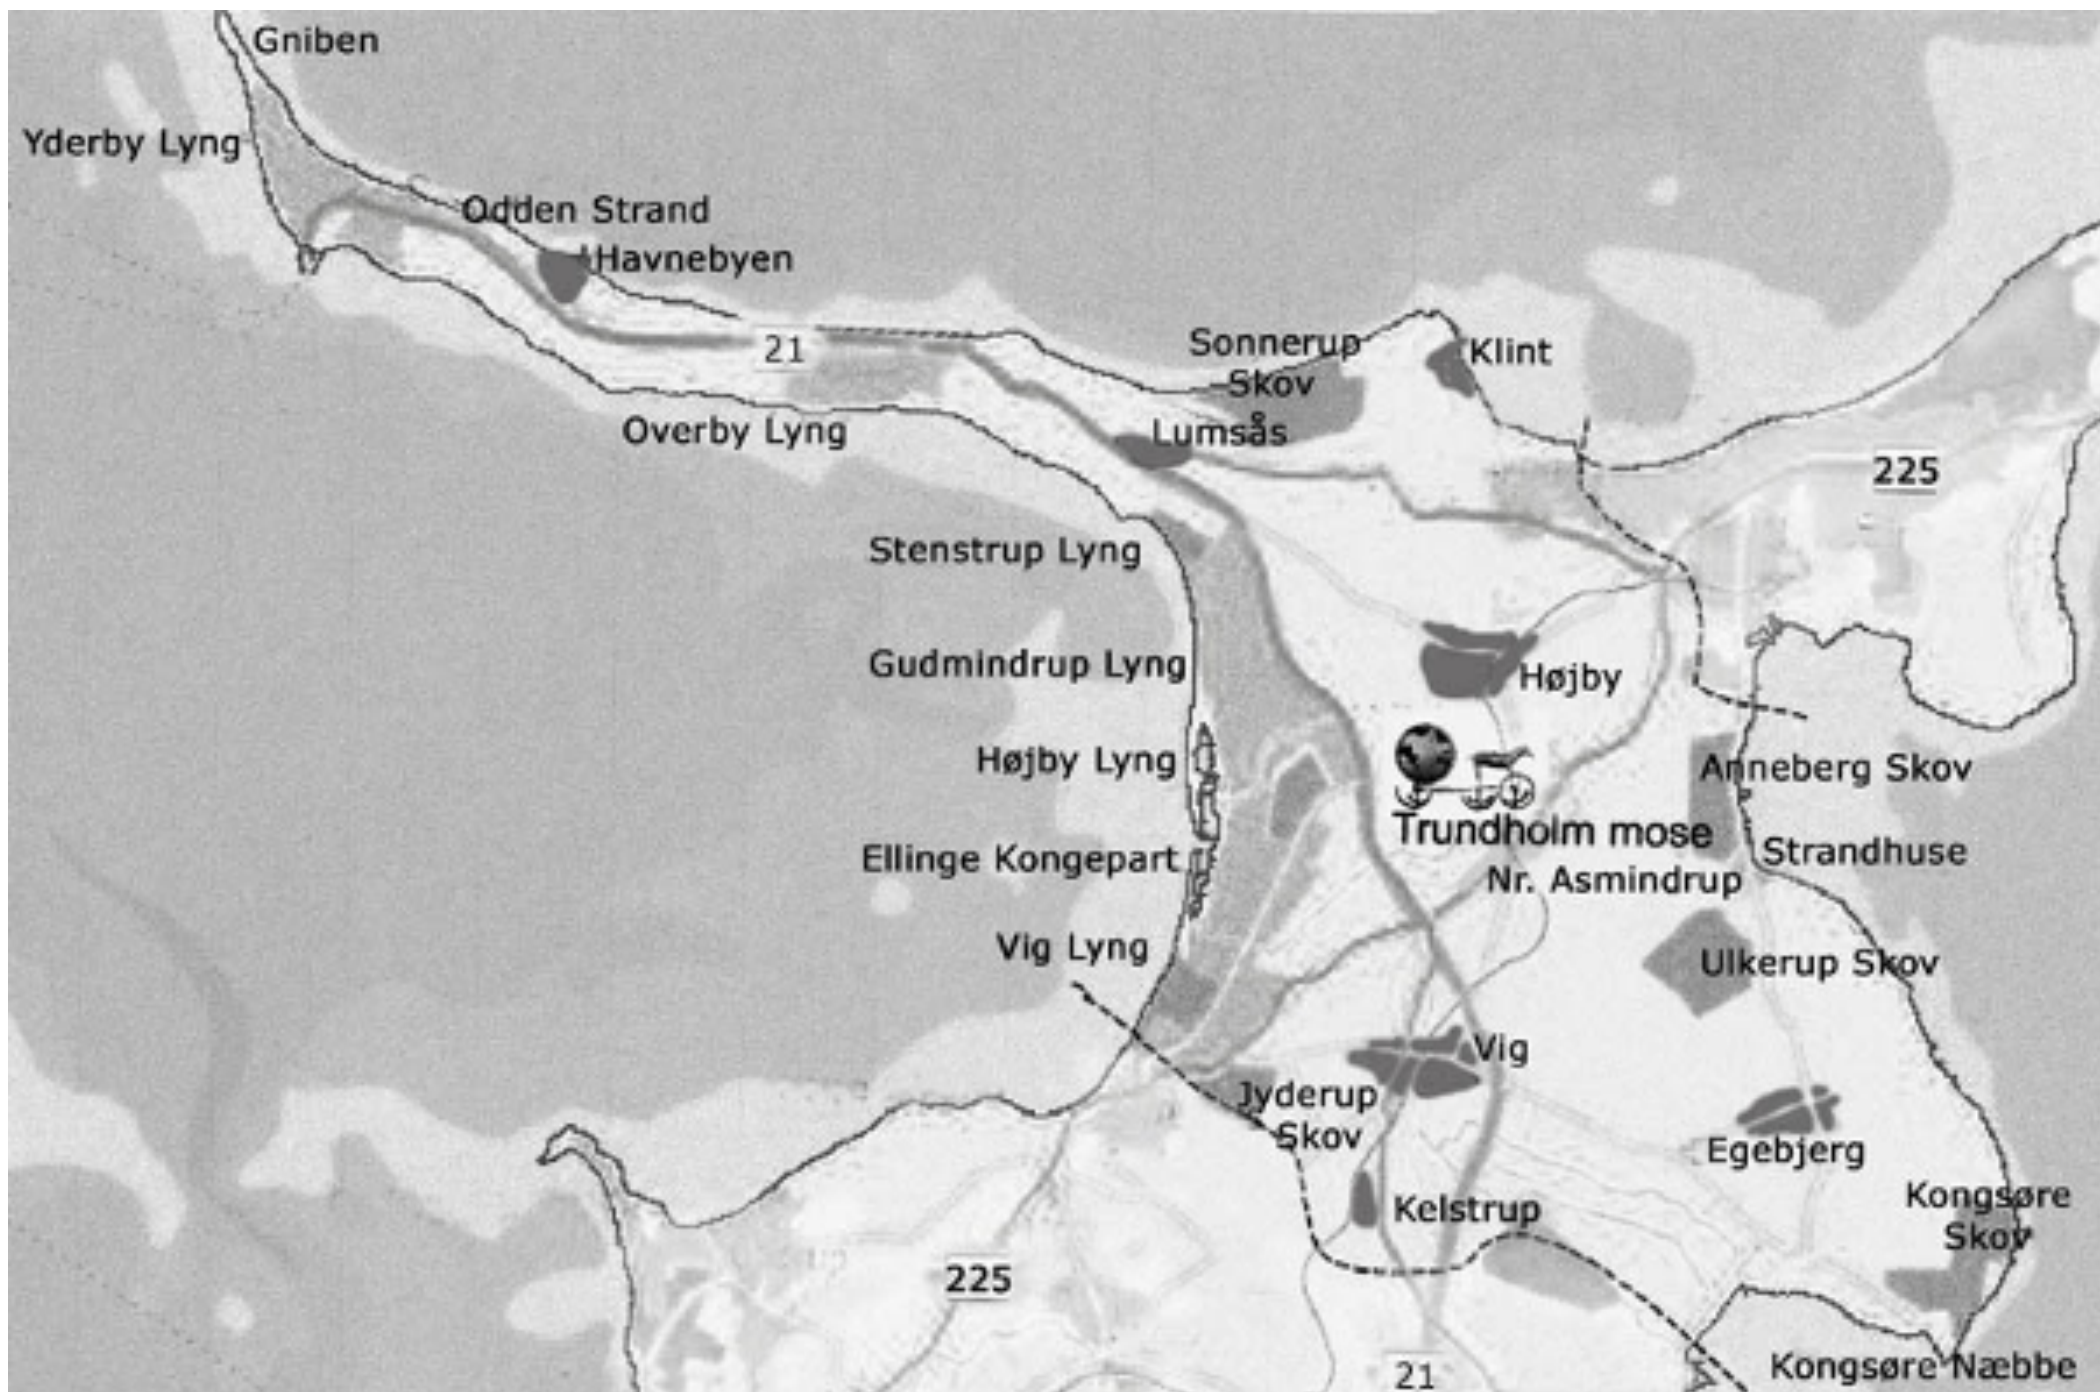 Gniben
Yderby Lyng
Odden Strand
Havnebyen
21
Overby Lyng
Sonnerup
Skov
Klint
Lumsås
225
Stenstrup Lyng
Gudmindrup Lyng
Højby
Højby Lyng
Anneberg Skov
Trundholm mose
Strandhuse
Ellinge Kongepart
Nr. Asmindrup
Vig Lyng
Ulkerup Skov
Vig
Jyderup
Skov
Egebjerg
Kelstrup
Kongsøre
Skov
225
21
Kongsøre Næbbe